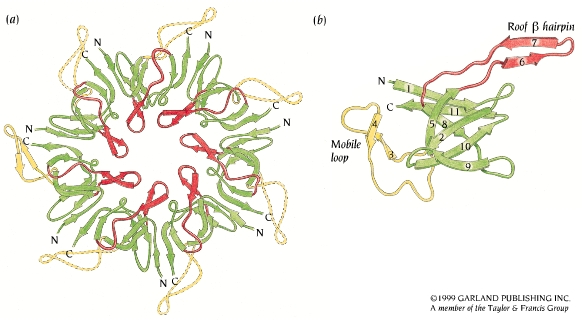 (a)
N
C
C
N
C
N
N
C
C
N
N
C
N
C
N
C
(b)
Roof β hairpin
7
6
N
1
C
11
4
5
8
2
Mobile
loop
3
10
9
©1999 GARLAND PUBLISHING INC.
A member of the Taylor & Francis Group